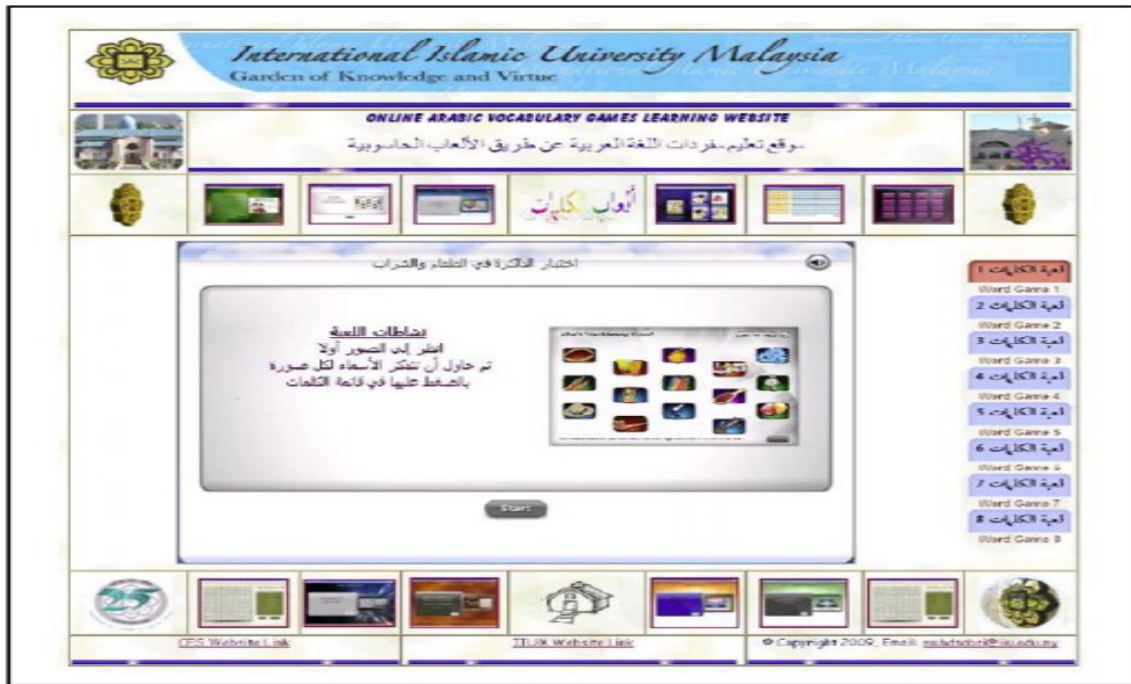 International Islamic University Malaysia
Garden of Knowledge and Virtue
ONLINE ARABIC VOCABULARY GAMES LEARNING WEBSITE
موقع تعليم مفردات اللغة العربية عن طريق الألعاب الحاسوبية
ألوان الكلمات
اختبار الذاكرة في الطعام والشراب
نشاطات اللعبة
انظر إلى الصور أولا
ثم حاول أن تتذكر الأسماء لكل صورة
بالضغط عليها في قائمة الكلمات
Start
لعبة الكلمات 1
Word Game 1
لعبة الكلمات 2
Word Game 2
لعبة الكلمات 3
Word Game 3
لعبة الكلمات 4
Word Game 4
لعبة الكلمات 5
Word Game 5
لعبة الكلمات 6
Word Game 6
لعبة الكلمات 7
Word Game 7
لعبة الكلمات 8
Word Game 8
25
Website Link
IIUM Website Link
© Copyright 2009, Email: